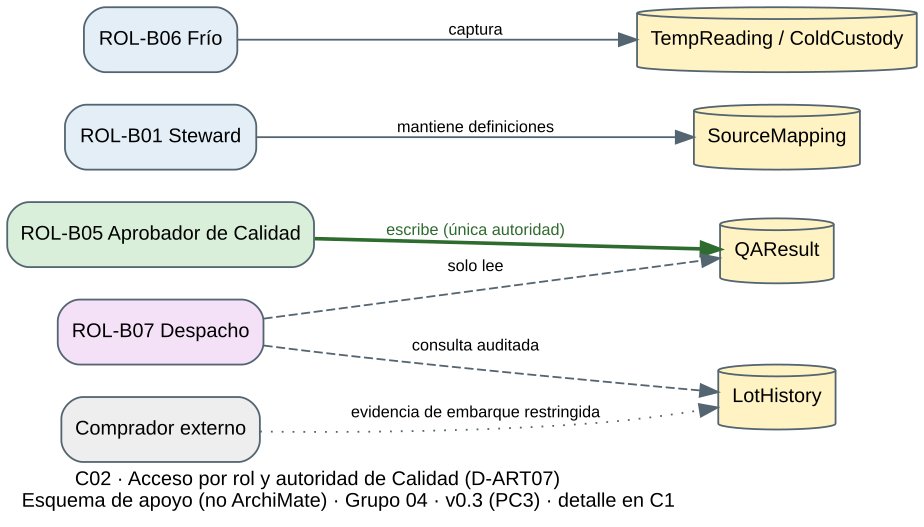 ROL-B06 Frío
captura
TempReading / ColdCustody
ROL-B01 Steward
mantiene definiciones
SourceMapping
ROL-B05 Aprobador de Calidad
escribe (única autoridad)
QAResult
solo lee
ROL-B07 Despacho
consulta auditada
LotHistory
evidencia de embarque restringida
Comprador externo
C02 · Acceso por rol y autoridad de Calidad (D-ART07)
Esquema de apoyo (no ArchiMate) · Grupo 04 · v0.3 (PC3) · detalle en C1